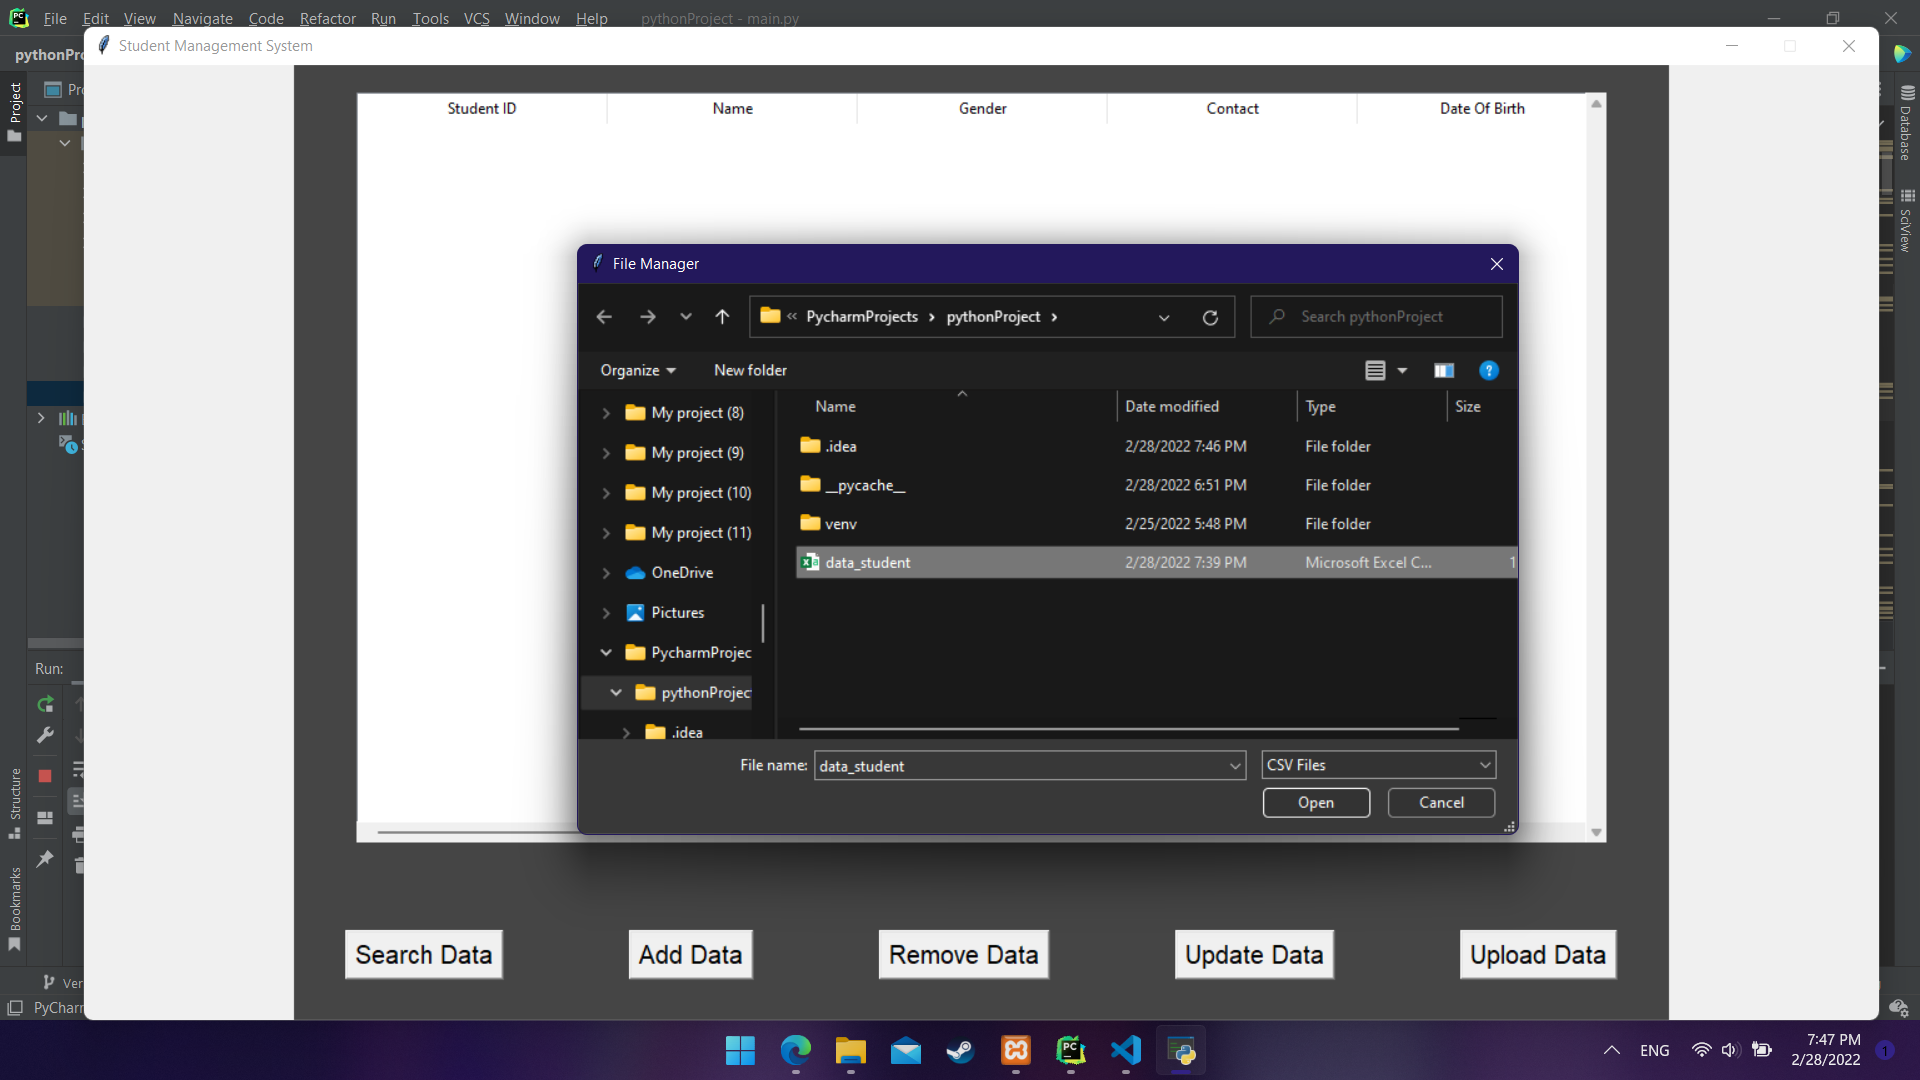 File Edit View Navigate Code Refactor Run Tools VCS Window Help pythonProject - main.py
pythonPr
Student Management System
Project
Student ID Name Gender Contact Date Of Birth
Database
SciView
File Manager
PycharmProjects pythonProject
Search pythonProject
Organize New folder
Name Date modified Type Size
My project (8)
My project (9)
My project (10)
My project (11)
OneDrive
Pictures
PycharmProjec
pythonProjec
.idea
.idea 2/28/2022 7:46 PM File folder
__pycache__ 2/28/2022 6:51 PM File folder
venv 2/25/2022 5:48 PM File folder
data_student 2/28/2022 7:39 PM Microsoft Excel C... 1
File name: data_student CSV Files
Open Cancel
Run:
Structure
Bookmarks
Search Data Add Data Remove Data Update Data Upload Data
Ver
PyCharm
ENG
7:47 PM
2/28/2022
1